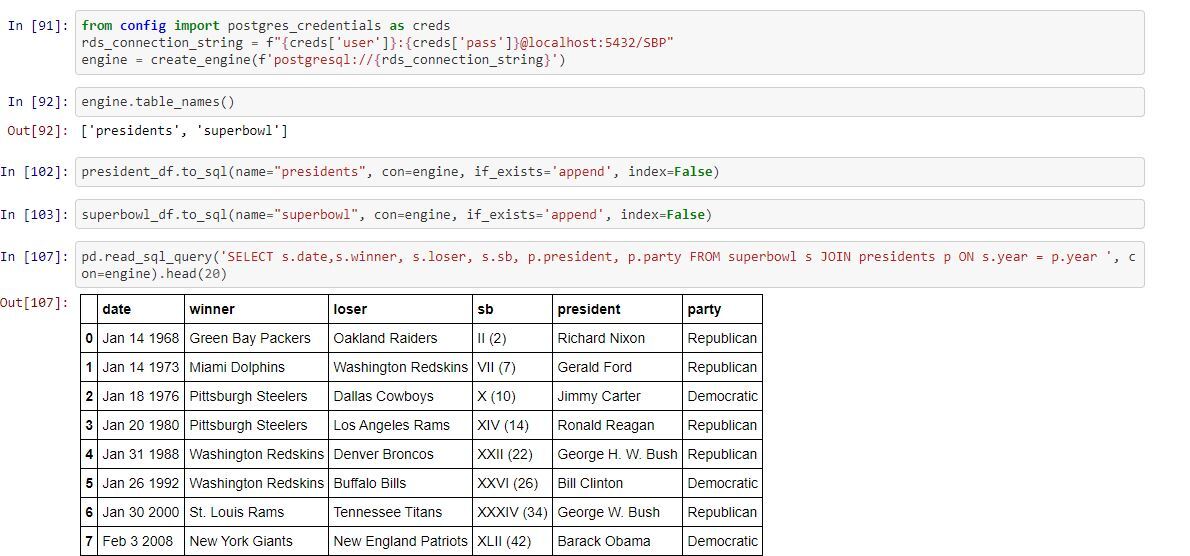 In [91]: from config import postgres_credentials as creds
rds_connection_string = f"{creds['user']}:{creds['pass']}@localhost:5432/SBP"
engine = create_engine(f'postgresql://{rds_connection_string}')
In [92]: engine.table_names()
Out[92]: ['presidents', 'superbowl']
In [102]: president_df.to_sql(name="presidents", con=engine, if_exists='append', index=False)
In [103]: superbowl_df.to_sql(name="superbowl", con=engine, if_exists='append', index=False)
In [107]: pd.read_sql_query('SELECT s.date,s.winner, s.loser, s.sb, p.president, p.party FROM superbowl s JOIN presidents p ON s.year = p.year ', c
on=engine).head(20)
Out[107]:
date winner loser sb president party
0 Jan 14 1968 Green Bay Packers Oakland Raiders II (2) Richard Nixon Republican
1 Jan 14 1973 Miami Dolphins Washington Redskins VII (7) Gerald Ford Republican
2 Jan 18 1976 Pittsburgh Steelers Dallas Cowboys X (10) Jimmy Carter Democratic
3 Jan 20 1980 Pittsburgh Steelers Los Angeles Rams XIV (14) Ronald Reagan Republican
4 Jan 31 1988 Washington Redskins Denver Broncos XXII (22) George H. W. Bush Republican
5 Jan 26 1992 Washington Redskins Buffalo Bills XXVI (26) Bill Clinton Democratic
6 Jan 30 2000 St. Louis Rams Tennessee Titans XXXIV (34) George W. Bush Republican
7 Feb 3 2008 New York Giants New England Patriots XLII (42) Barack Obama Democratic